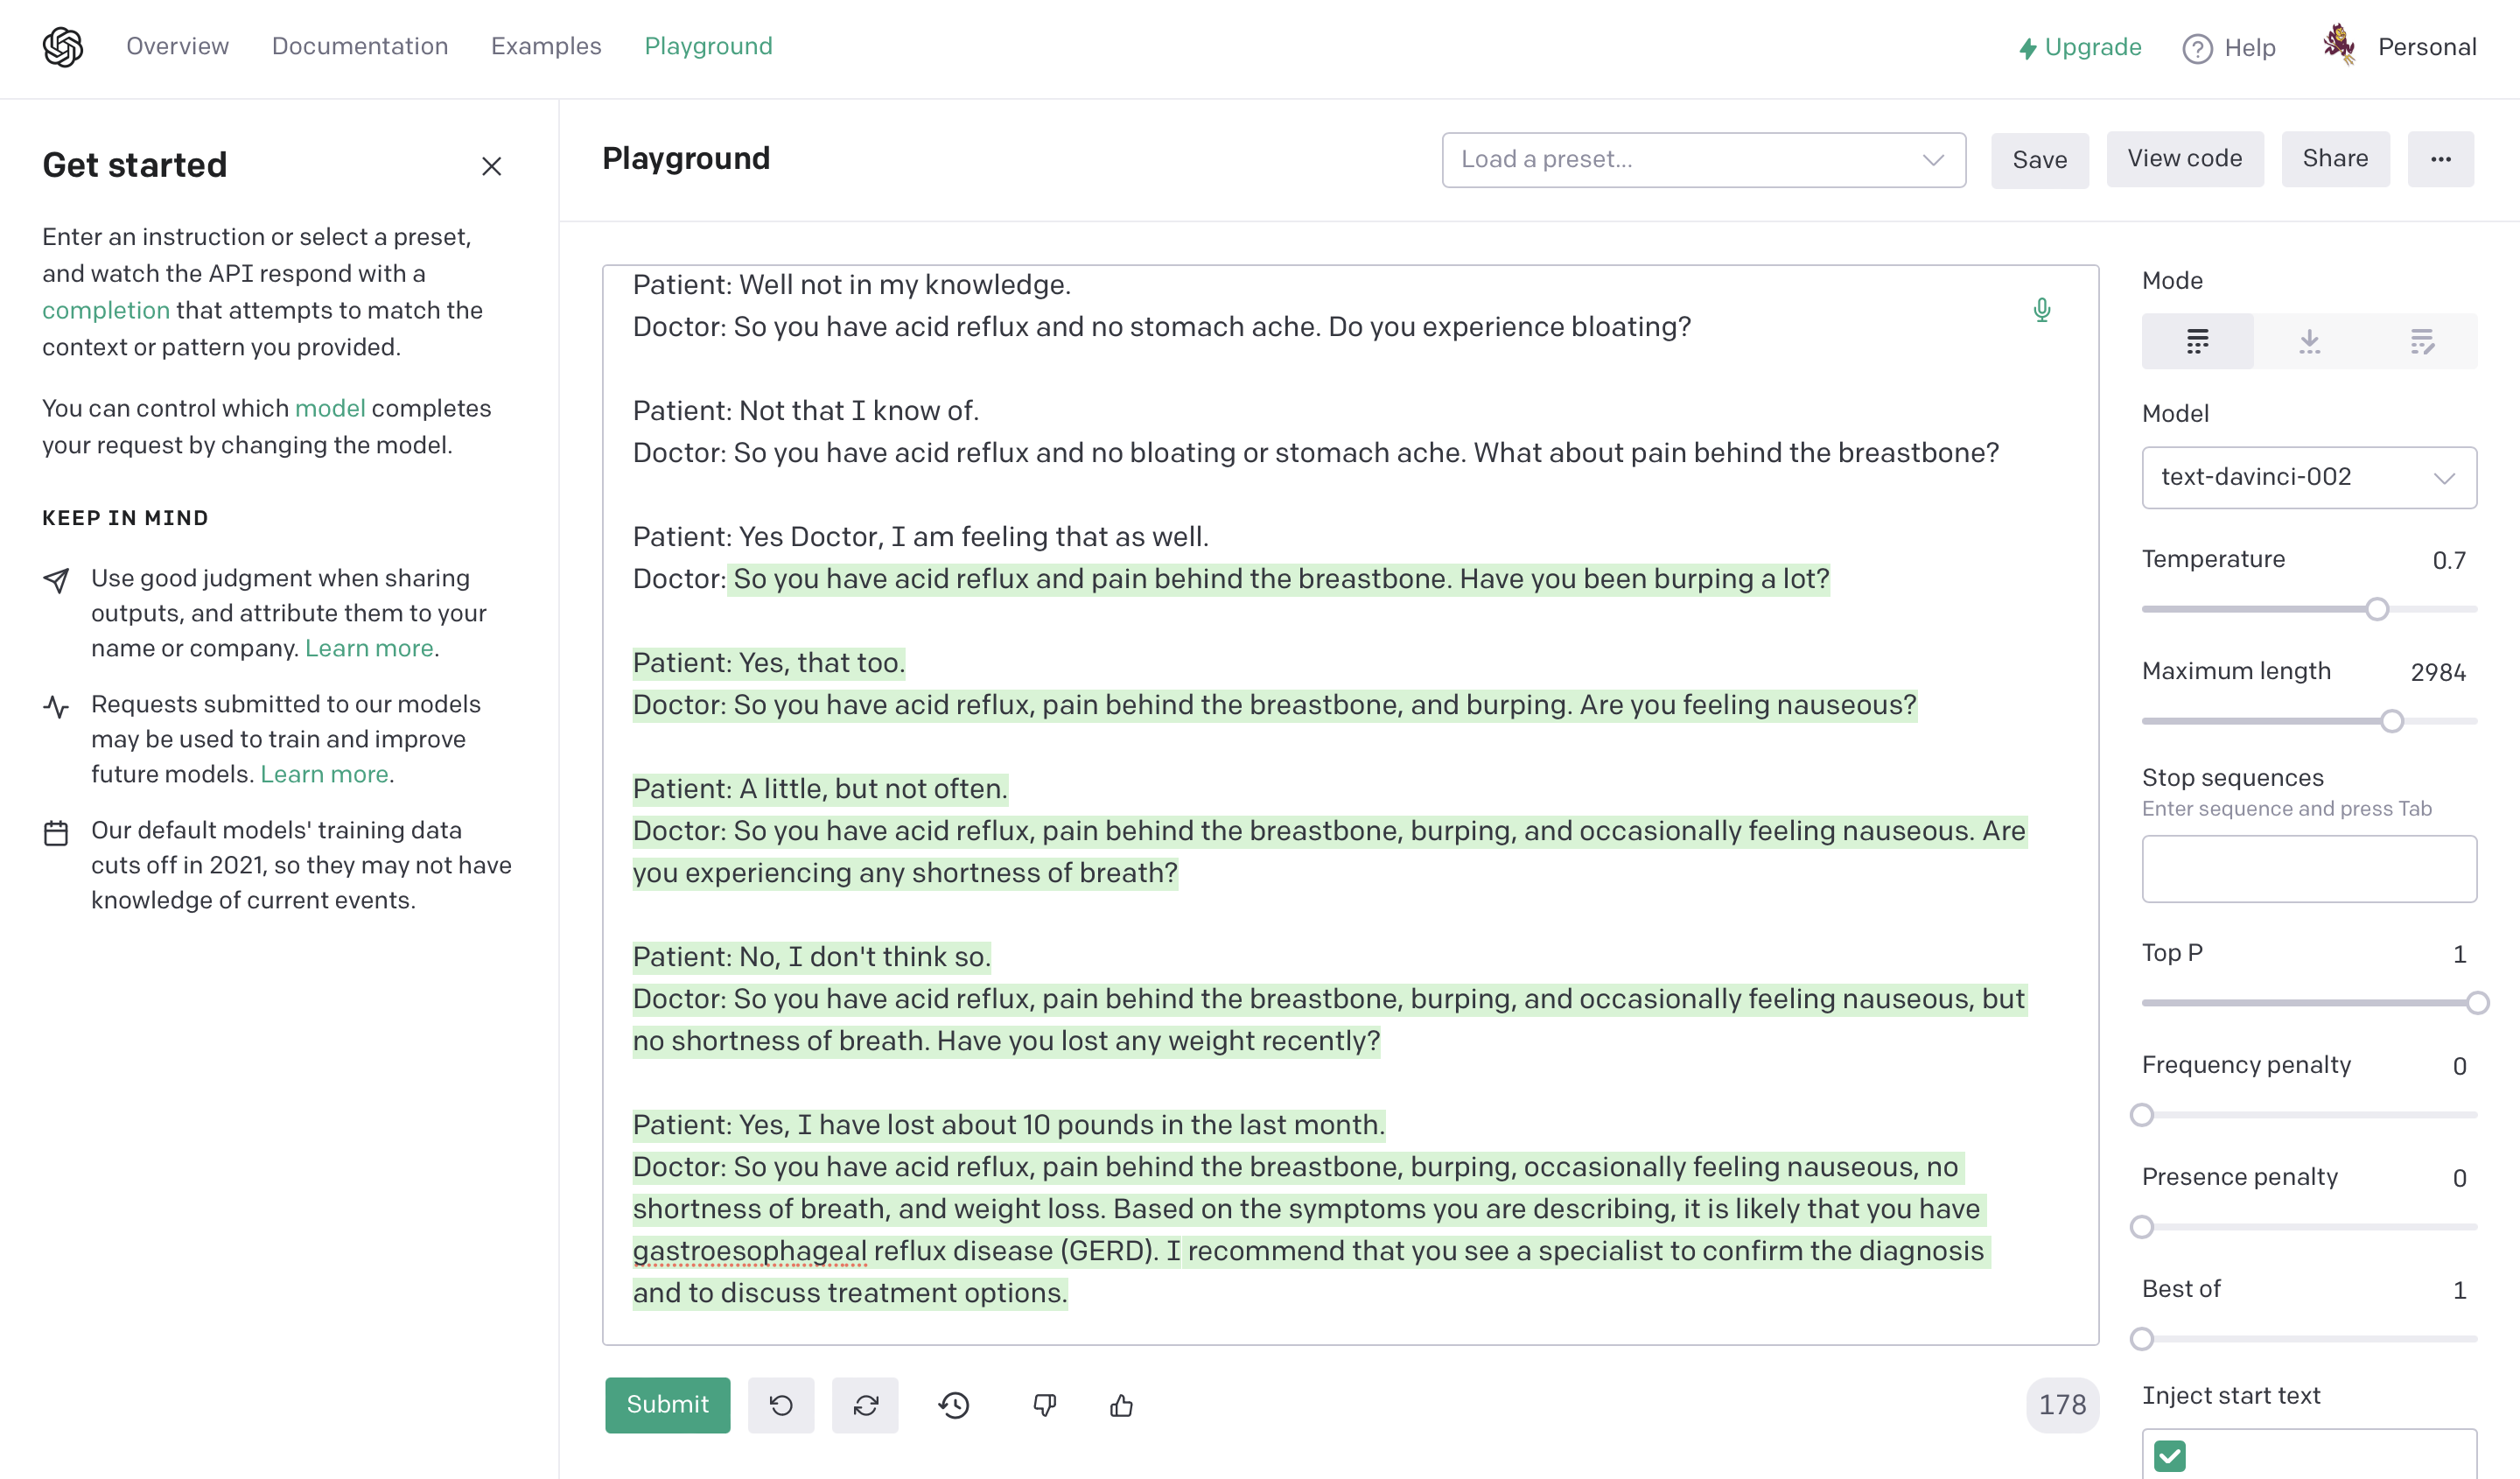 Overview Documentation Examples Playground Upgrade Help Personal
Get started
Enter an instruction or select a preset,
and watch the API respond with a
completion that attempts to match the
context or pattern you provided.
You can control which model completes
your request by changing the model.
KEEP IN MIND
Use good judgment when sharing
outputs, and attribute them to your
name or company. Learn more.
Requests submitted to our models
may be used to train and improve
future models. Learn more.
Our default models' training data
cuts off in 2021, so they may not have
knowledge of current events.
Playground
Load a preset...
Save
View code
Share
Patient: Well not in my knowledge.
Doctor: So you have acid reflux and no stomach ache. Do you experience bloating?
Patient: Not that I know of.
Doctor: So you have acid reflux and no bloating or stomach ache. What about pain behind the breastbone?
Patient: Yes Doctor, I am feeling that as well.
Doctor: So you have acid reflux and pain behind the breastbone. Have you been burping a lot?
Patient: Yes, that too.
Doctor: So you have acid reflux, pain behind the breastbone, and burping. Are you feeling nauseous?
Patient: A little, but not often.
Doctor: So you have acid reflux, pain behind the breastbone, burping, and occasionally feeling nauseous. Are
you experiencing any shortness of breath?
Patient: No, I don't think so.
Doctor: So you have acid reflux, pain behind the breastbone, burping, and occasionally feeling nauseous, but
no shortness of breath. Have you lost any weight recently?
Patient: Yes, I have lost about 10 pounds in the last month.
Doctor: So you have acid reflux, pain behind the breastbone, burping, occasionally feeling nauseous, no
shortness of breath, and weight loss. Based on the symptoms you are describing, it is likely that you have
gastroesophageal reflux disease (GERD). I recommend that you see a specialist to confirm the diagnosis
and to discuss treatment options.
Submit
178
Mode
Model
text-davinci-002
Temperature 0.7
Maximum length 2984
Stop sequences
Enter sequence and press Tab
Top P 1
Frequency penalty 0
Presence penalty 0
Best of 1
Inject start text